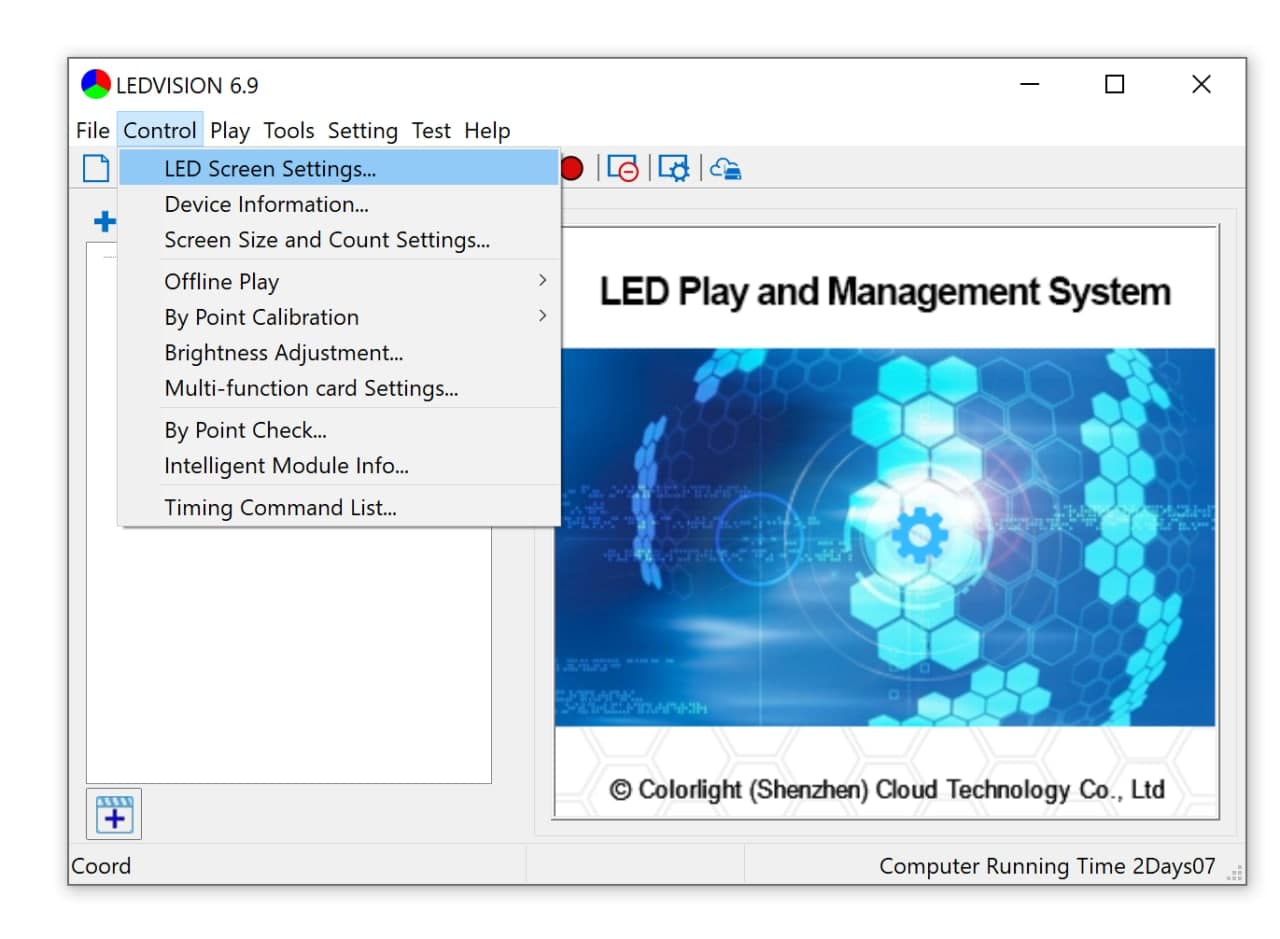 LEDVISION 6.9
File Control Play Tools Setting Test Help
LED Screen Settings...
Device Information...
Screen Size and Count Settings...
Offline Play
By Point Calibration
Brightness Adjustment...
Multi-function card Settings...
By Point Check...
Intelligent Module Info...
Timing Command List...
LED Play and Management System
© Colorlight (Shenzhen) Cloud Technology Co., Ltd
Coord
Computer Running Time 2Days07